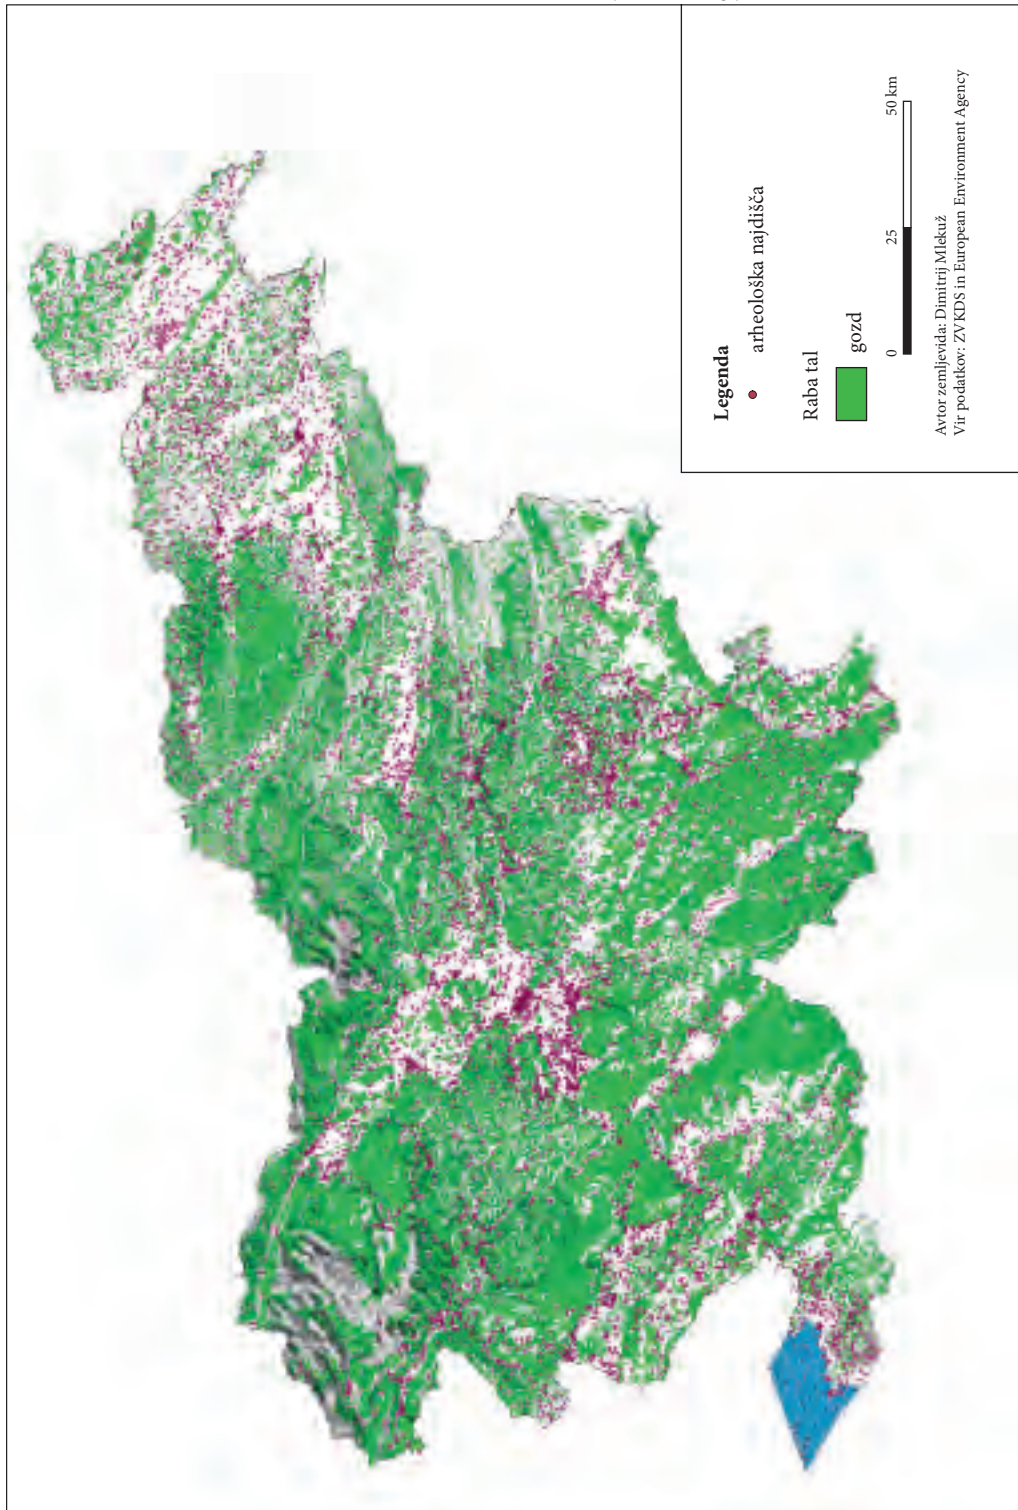 Legenda
arheološka najdišča
Raba tal
gozd
0 25 50 km
Avtor zemljevida: Dimitrij Mlekuž
Vir podatkov: ZVKDS in European Environment Agency